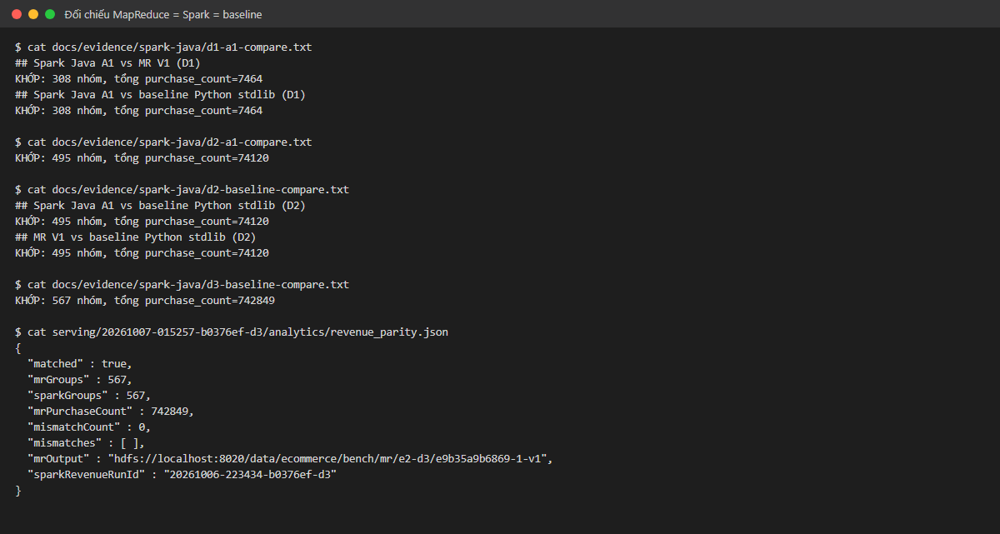 Đối chiếu MapReduce = Spark = baseline
$ cat docs/evidence/spark-java/d1-a1-compare.txt
## Spark Java A1 vs MR V1 (D1)
KHỚP: 308 nhóm, tổng purchase_count=7464
## Spark Java A1 vs baseline Python stdlib (D1)
KHỚP: 308 nhóm, tổng purchase_count=7464
$ cat docs/evidence/spark-java/d2-a1-compare.txt
KHỚP: 495 nhóm, tổng purchase_count=74120
$ cat docs/evidence/spark-java/d2-baseline-compare.txt
## Spark Java A1 vs baseline Python stdlib (D2)
KHỚP: 495 nhóm, tổng purchase_count=74120
## MR V1 vs baseline Python stdlib (D2)
KHỚP: 495 nhóm, tổng purchase_count=74120
$ cat docs/evidence/spark-java/d3-baseline-compare.txt
KHỚP: 567 nhóm, tổng purchase_count=742849
$ cat serving/20261007-015257-b0376ef-d3/analytics/revenue_parity.json
{
  "matched" : true,
  "mrGroups" : 567,
  "sparkGroups" : 567,
  "mrPurchaseCount" : 742849,
  "mismatchCount" : 0,
  "mismatches" : [ ],
  "mrOutput" : "hdfs://localhost:8020/data/ecommerce/bench/mr/e2-d3/e9b35a9b6869-1-v1",
  "sparkRevenueRunId" : "20261006-223434-b0376ef-d3"
}